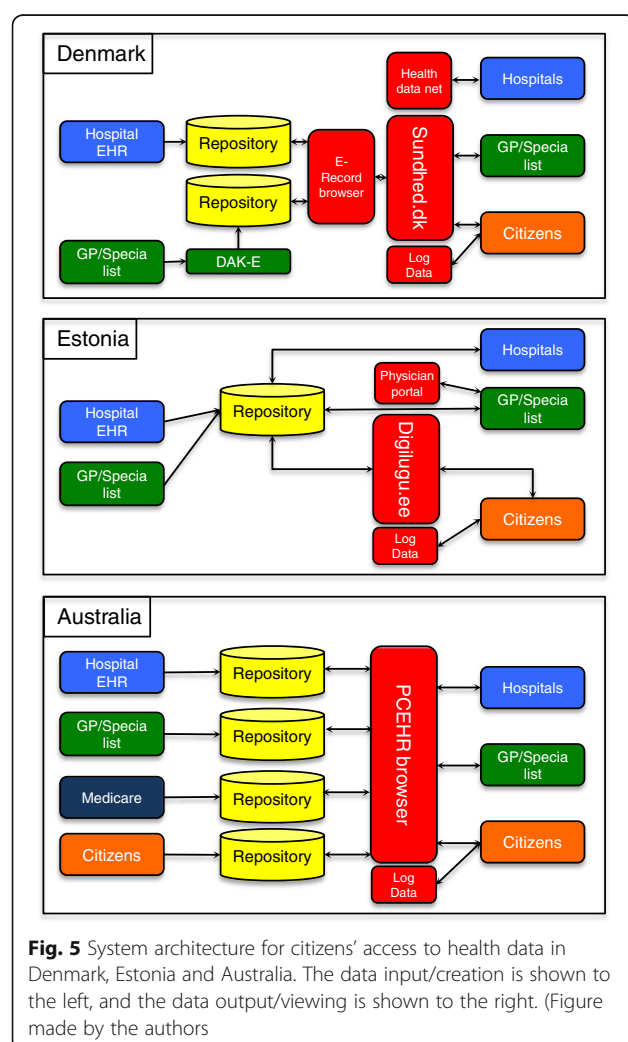 Denmark
Health
data net
Hospitals
Hospital
EHR
Repository
E-
Record
browser
Sundhed.dk
GP/Specia
list
Repository
Citizens
GP/Specia
list
DAK-E
Log
Data
Estonia
Hospitals
Physician
portal
Hospital
EHR
Repository
GP/Specia
list
GP/Specia
list
Digilugu.ee
Citizens
Log
Data
Australia
Hospital
EHR
Repository
PCEHR browser
Hospitals
GP/Specia
list
Repository
GP/Specia
list
Medicare
Repository
Citizens
Repository
Citizens
Log
Data
Fig. 5 System architecture for citizens’ access to health data in
Denmark, Estonia and Australia. The data input/creation is shown to
the left, and the data output/viewing is shown to the right. (Figure
made by the authors